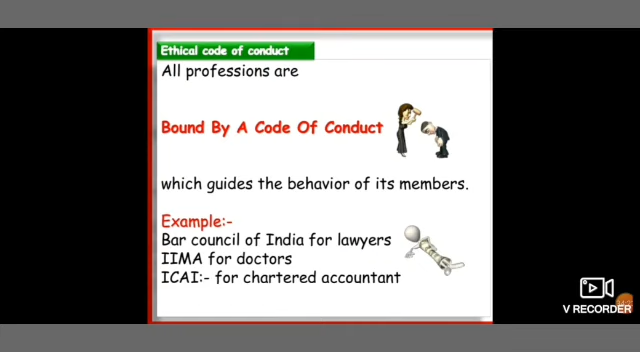 Ethical code of conduct
All professions are
Bound By A Code Of Conduct
which guides the behavior of its members.
Example:-
Bar council of India for lawyers
IIMA for doctors
ICAI:- for chartered accountant
V RECORDER